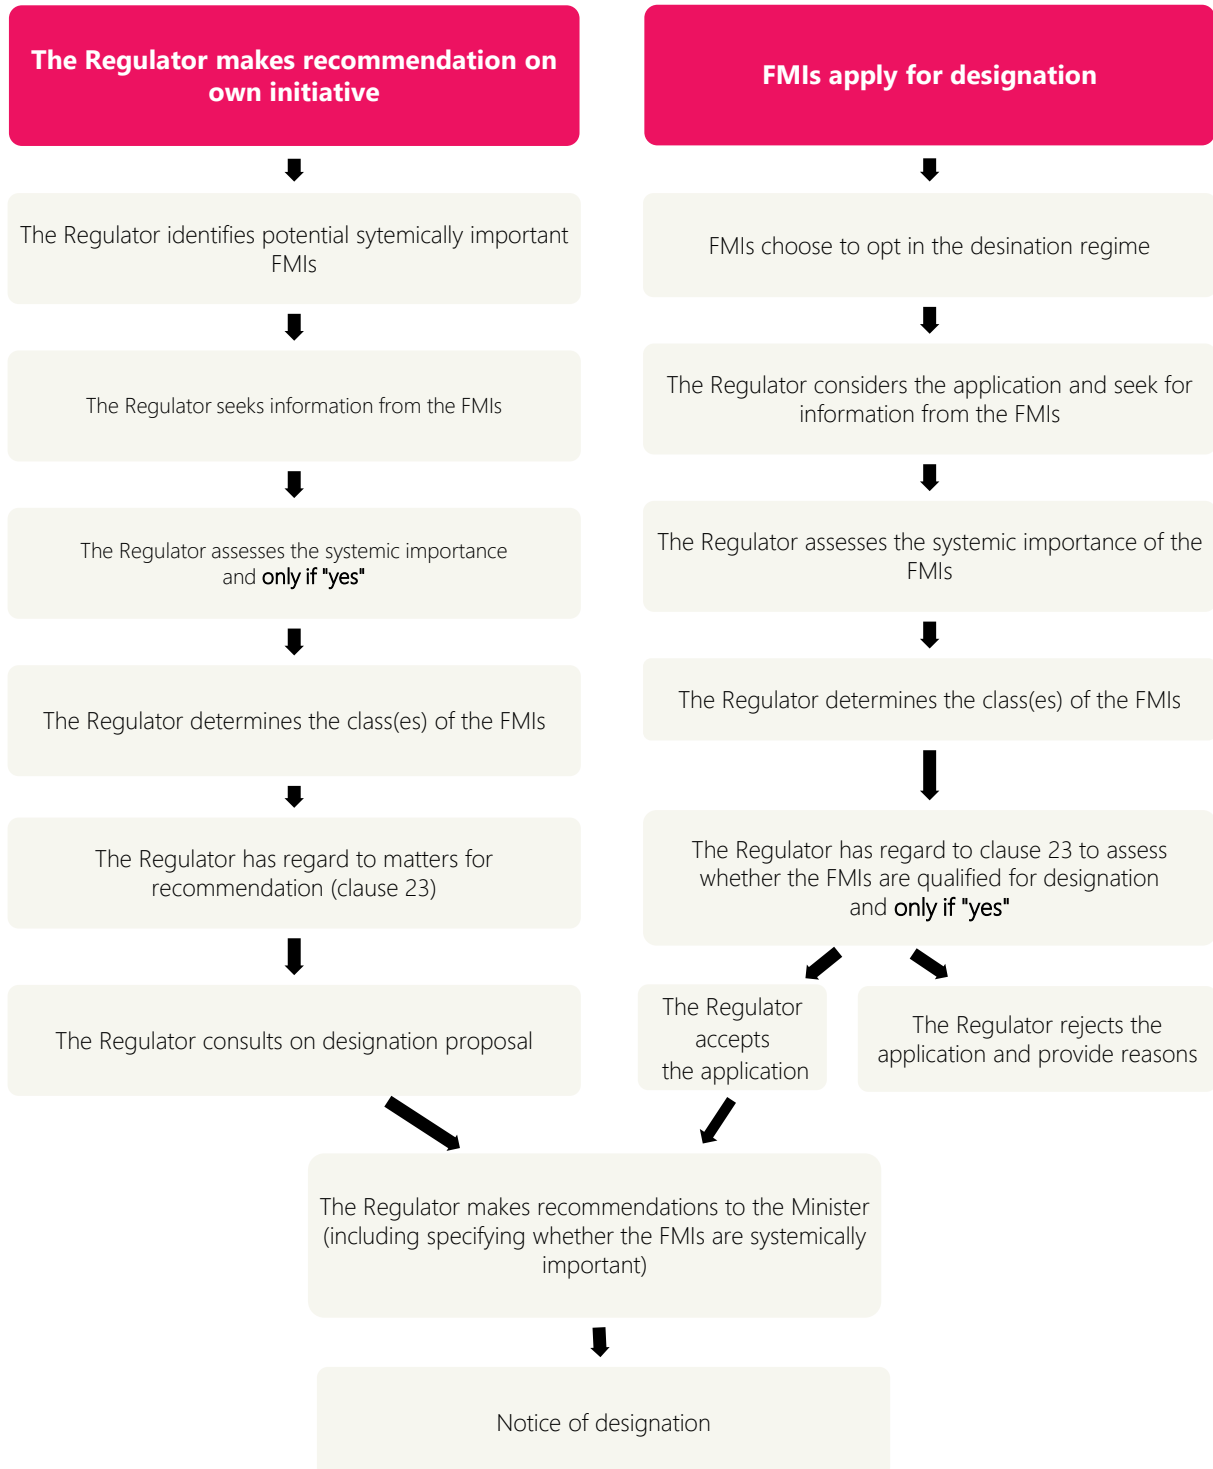 The Regulator makes recommendation on
own initiative
The Regulator identifies potential sytemically important
FMIs
The Regulator seeks information from the FMIs
The Regulator assesses the systemic importance
and only if "yes"
The Regulator determines the class(es) of the FMIs
The Regulator has regard to matters for
recommendation (clause 23)
The Regulator consults on designation proposal
FMIs apply for designation
FMIs choose to opt in the desination regime
The Regulator considers the application and seek for
information from the FMIs
The Regulator assesses the systemic importance of the
FMIs
The Regulator determines the class(es) of the FMIs
The Regulator has regard to clause 23 to assess
whether the FMIs are qualified for designation
and only if "yes"
The Regulator
accepts
the application
The Regulator rejects the
application and provide reasons
The Regulator makes recommendations to the Minister
(including specifying whether the FMIs are systemically
important)
Notice of designation